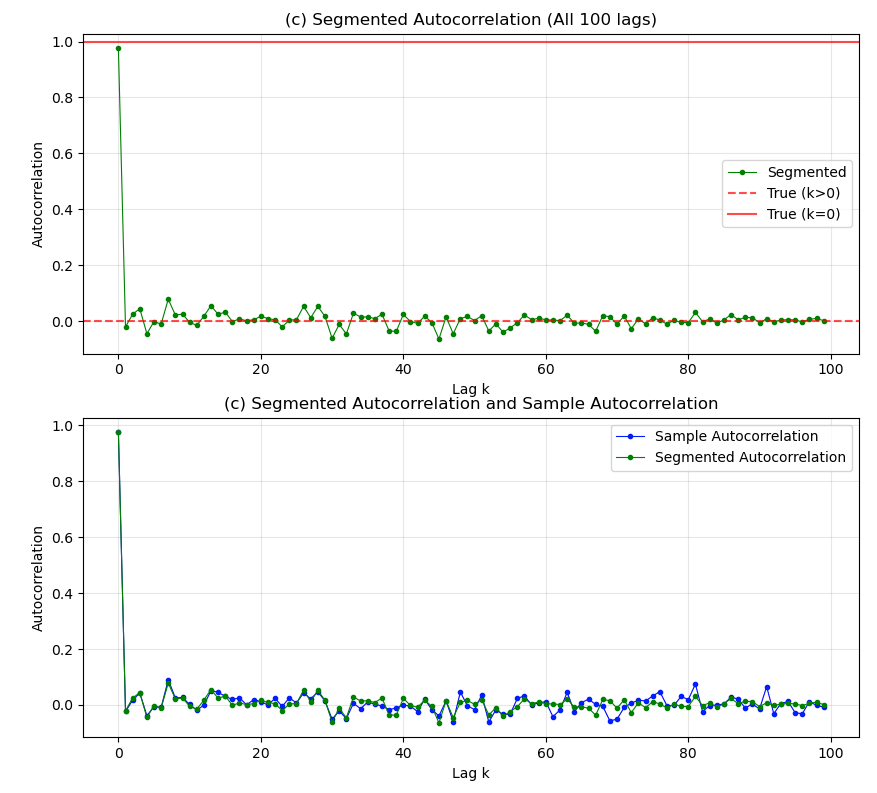 (c) Segmented Autocorrelation (All 100 lags)
1.0
0.8
0.6
0.4
0.2
0.0
Autocorrelation
Segmented
True (k>0)
True (k=0)
0 20 40 60 80 100
Lag k
(c) Segmented Autocorrelation and Sample Autocorrelation
1.0
0.8
0.6
0.4
0.2
0.0
Autocorrelation
Sample Autocorrelation
Segmented Autocorrelation
0 20 40 60 80 100
Lag k